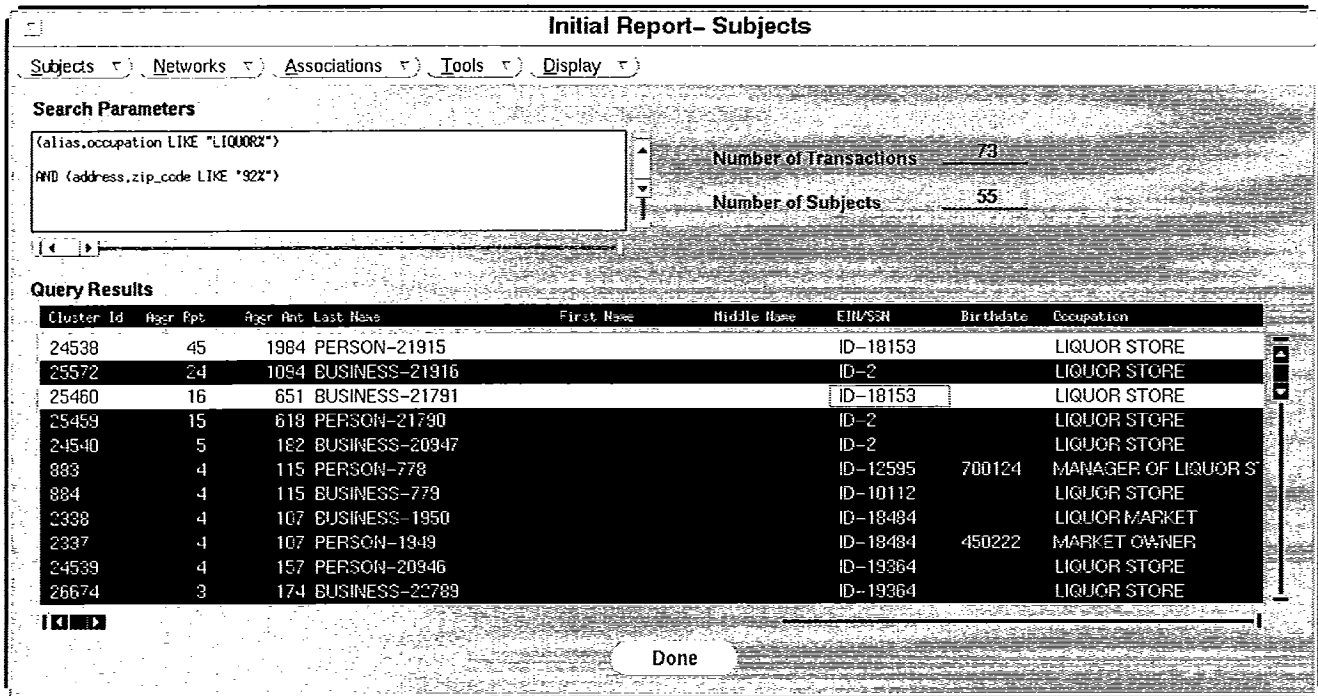 Initial Report– Subjects
Subjects Networks Associations Tools Display
Search Parameters
(alias.occupation LIKE "LIQUOR%")
AND (address.zip_code LIKE "92%")
Number of Transactions 73
Number of Subjects 55
Query Results
Cluster Id Aggr Rpt Aggr Amt Last Name First Name Middle Name EIN/SSN Birthdate Occupation
24538 45 1984 PERSON–21915 ID–18153 LIQUOR STORE
25572 24 1094 BUSINESS–21916 ID–2 LIQUOR STORE
25460 16 651 BUSINESS–21791 ID–18153 LIQUOR STORE
25459 15 618 PERSON–21790 ID–2 LIQUOR STORE
24540 5 182 BUSINESS–20947 ID–2 LIQUOR STORE
883 4 115 PERSON–778 ID–12595 700124 MANAGER OF LIQUOR S
884 4 115 BUSINESS–779 ID–10112 LIQUOR STORE
2338 4 107 BUSINESS–1950 ID–18484 LIQUOR MARKET
2337 4 107 PERSON–1949 ID–18484 450222 MARKET OWNER
24539 4 157 PERSON–20946 ID–19364 LIQUOR STORE
26674 3 174 BUSINESS–22789 ID–19364 LIQUOR STORE
Done